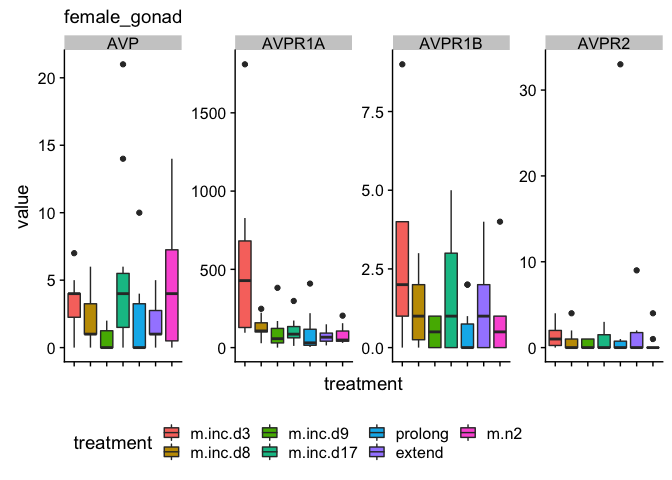 female_gonad
AVP AVPR1A AVPR1B AVPR2
value
20
15
10
5
0
1500
1000
500
0
7.5
5.0
2.5
0.0
30
20
10
0
treatment
treatment m.inc.d3 m.inc.d9 prolong m.n2
m.inc.d8 m.inc.d17 extend